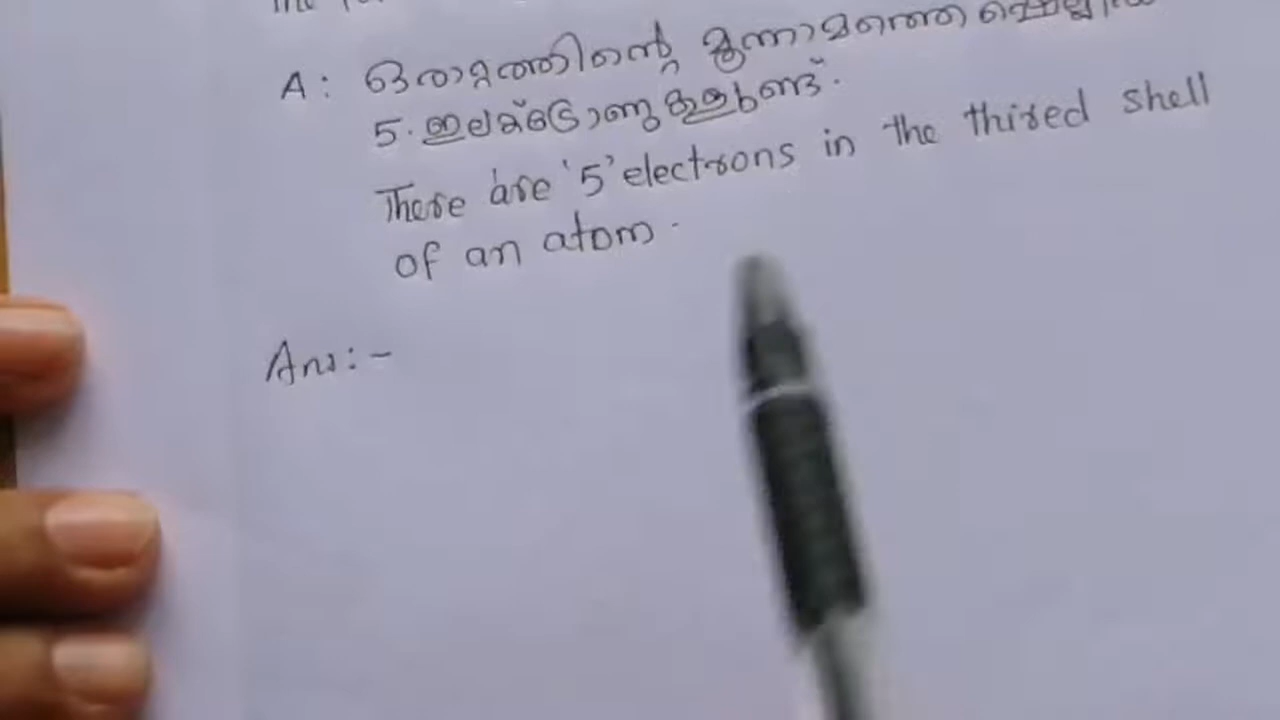 A: ഒരാറ്റത്തിന്റെ മൂന്നാമത്തെ
5. ഇലക്ട്രോണുകളുണ്ട്.
There are '5' electrons in the thired shell
of an atom.
Ans:-